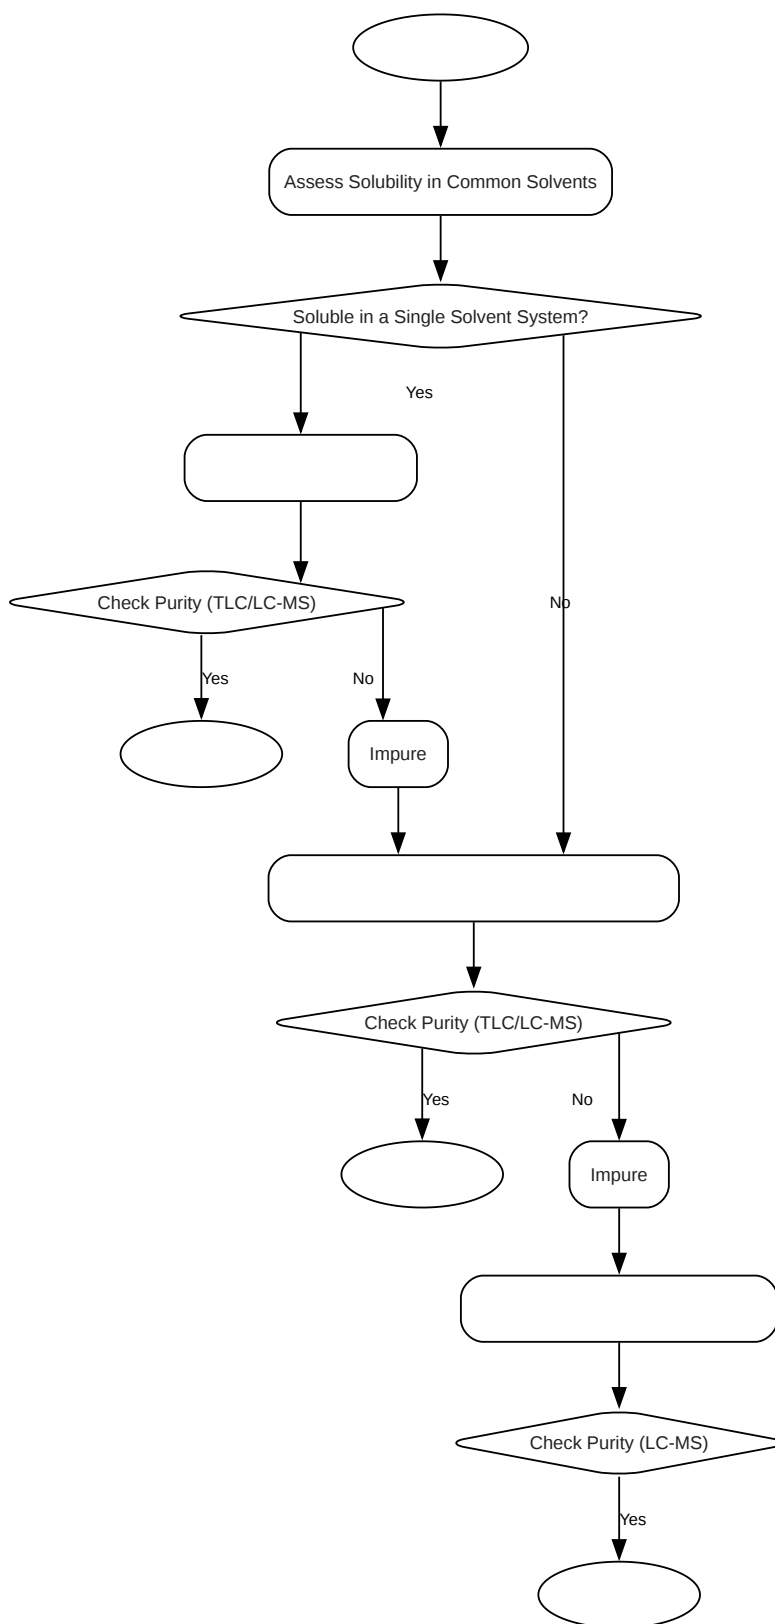 Assess Solubility in Common Solvents
Soluble in a Single Solvent System?
Yes
No
Check Purity (TLC/LC-MS)
Yes
No
Impure
Check Purity (TLC/LC-MS)
Yes
No
Impure
Check Purity (LC-MS)
Yes